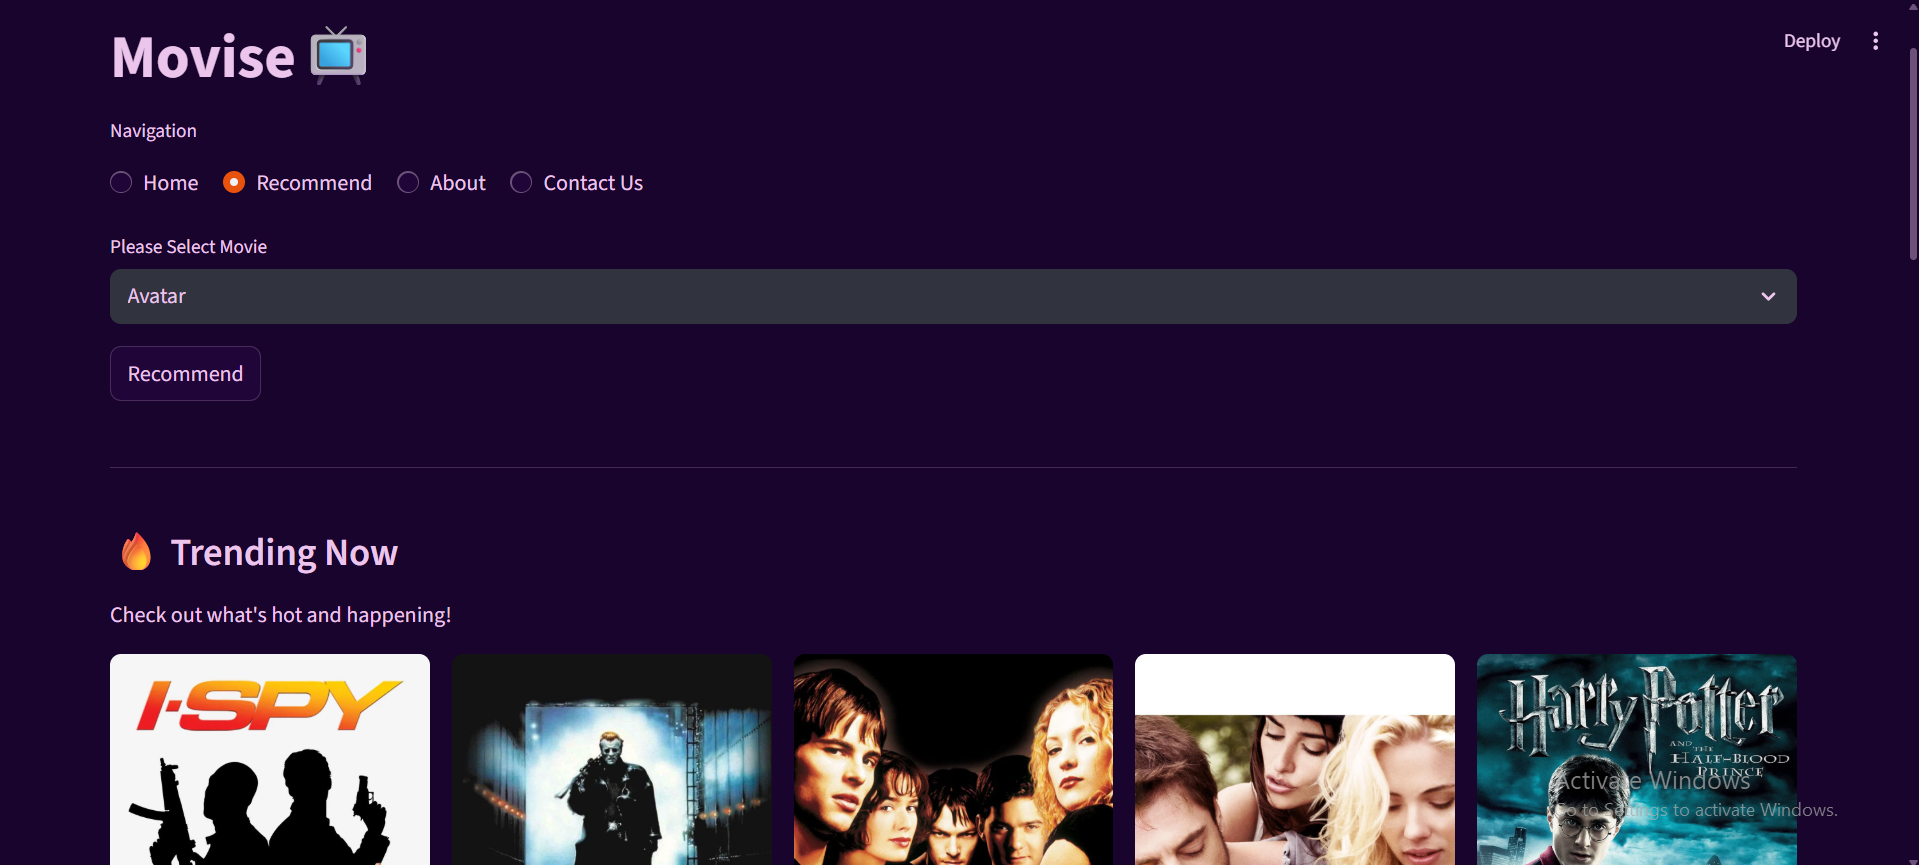 Movise
Deploy
Navigation
Home Recommend About Contact Us
Please Select Movie
Avatar
Recommend
Trending Now
Check out what's hot and happening!
I-SPY
Harry Potter
AND THE
HALF-BLOOD
PRINCE
Activate Windows
Go to Settings to activate Windows.